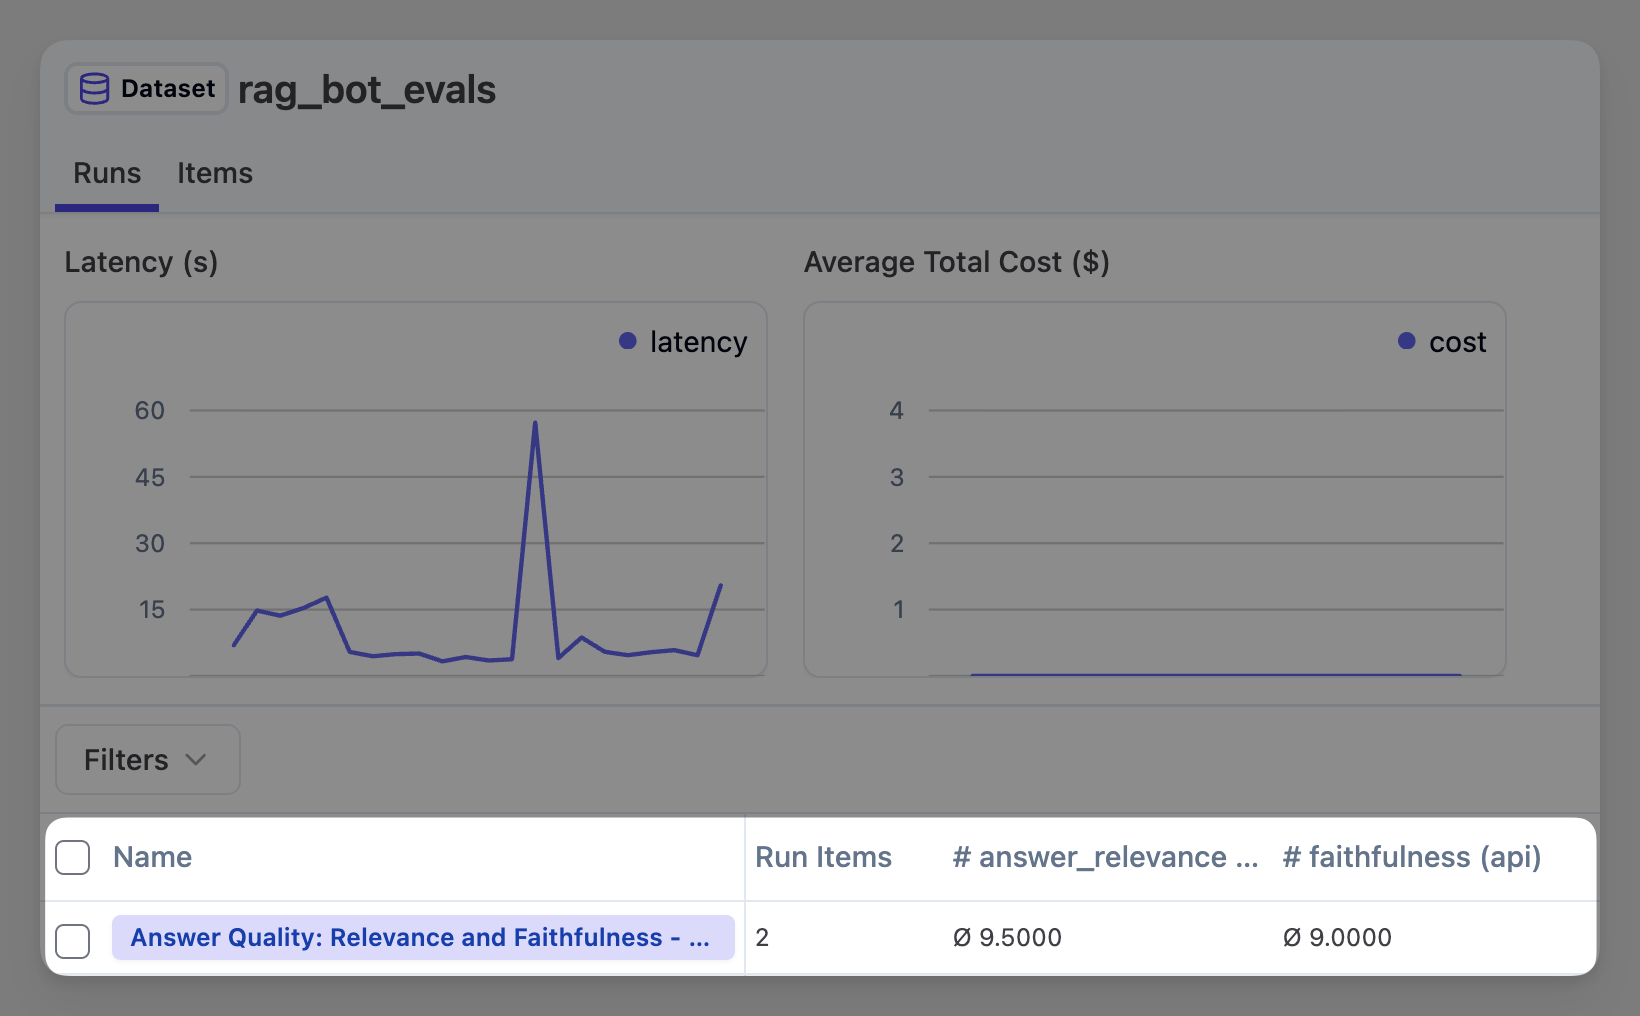 Dataset rag_bot_evals
Runs Items
Latency (s)
latency
60
45
30
15
Average Total Cost ($)
cost
4
3
2
1
Filters
Name Run Items # answer_relevance ... # faithfulness (api)
Answer Quality: Relevance and Faithfulness - ... 2 Ø 9.5000 Ø 9.0000